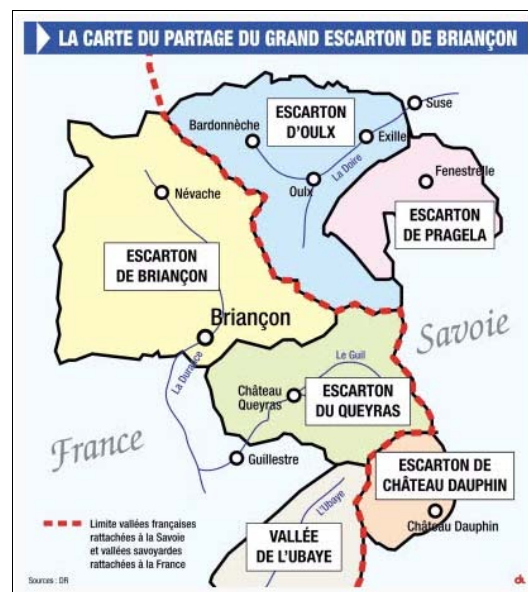 LA CARTE DU PARTAGE DU GRAND ESCARTON DE BRIANÇON
ESCARTON
D'OULX
Suse
Bardonnèche
Exille
La Doire
Oulx
Fenestrelle
Névache
ESCARTON
DE PRAGELA
ESCARTON
DE BRIANÇON
Briançon
Savoie
La Durance
Le Guil
Château
Queyras
ESCARTON
DU QUEYRAS
France
Guillestre
ESCARTON DE
CHÂTEAU DAUPHIN
Château Dauphin
L'Ubaye
VALLÉE
DE L'UBAYE
Limite vallées françaises
rattachées à la Savoie
et vallées savoyardes
rattachées à la France
Sources : DR